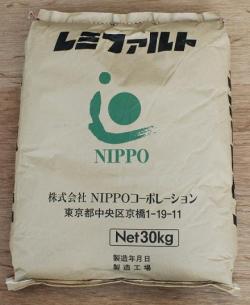 レミファルト
NIPPO
株式会社 NIPPOコーポレーション
東京都中央区京橋1-19-11
Net30kg
製造年月日
製造工場